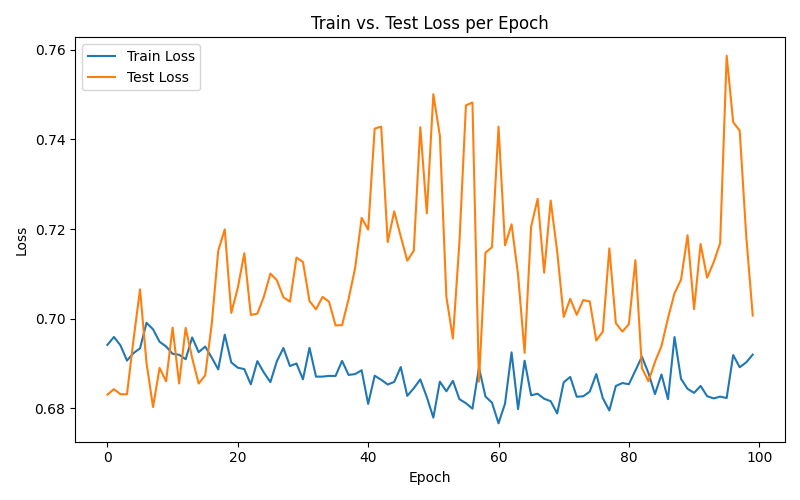 Train vs. Test Loss per Epoch
Train Loss
Test Loss
0.76
0.74
0.72
0.70
0.68
Loss
0 20 40 60 80 100
Epoch